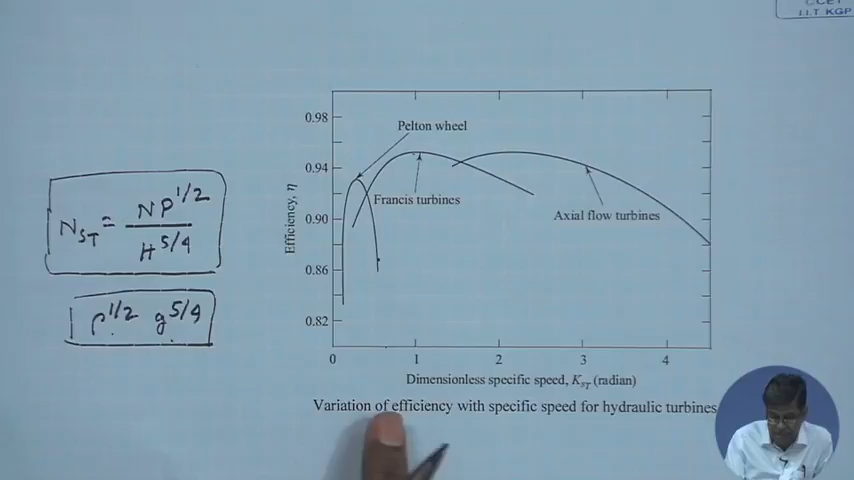 CCET
I.I.T. KGP
N_ST = N P^1/2 / H^5/4
ρ^1/2 g^5/4
0.98
0.94
0.90
0.86
0.82
Efficiency, η
Pelton wheel
Francis turbines
Axial flow turbines
0 1 2 3 4
Dimensionless specific speed, K_sT (radian)
Variation of efficiency with specific speed for hydraulic turbines